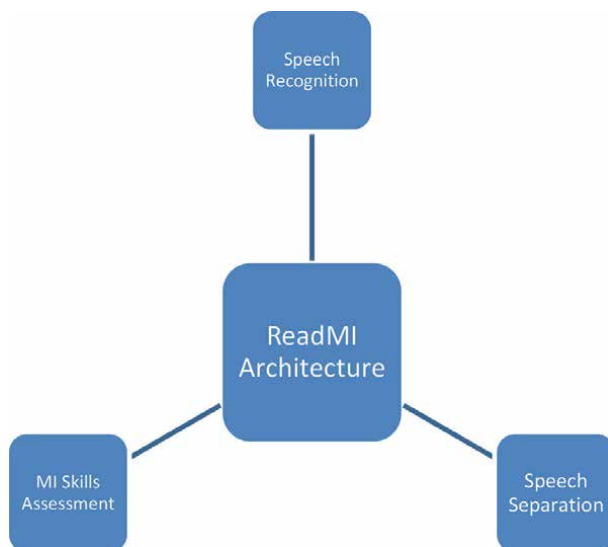 Speech
Recognition
ReadMI
Architecture
MI Skills
Assessment
Speech
Separation